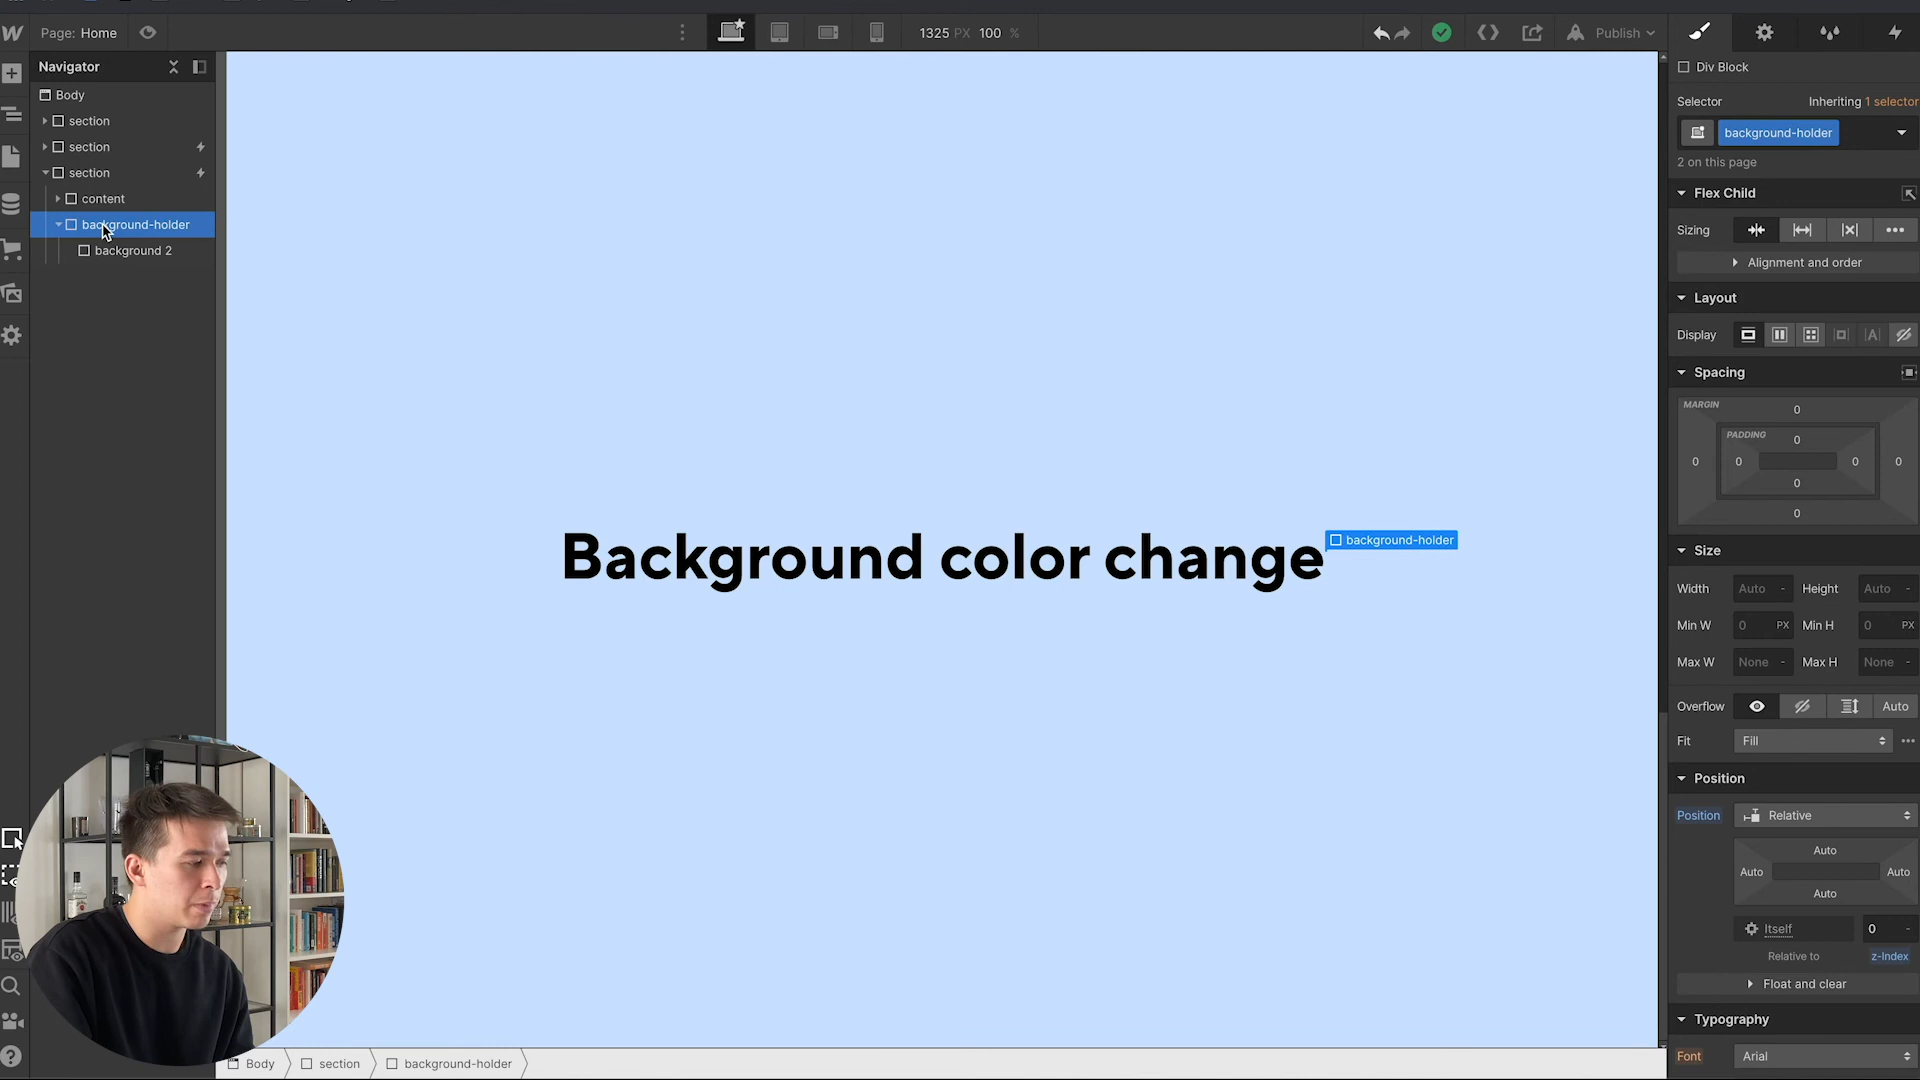 Page: Home
1325 PX 100 %
Publish
Navigator
Body
section
section
section
content
background-holder
background 2
Background color change
background-holder
Body
section
background-holder
Div Block
Selector
Inheriting 1 selector
background-holder
2 on this page
Flex Child
Sizing
Alignment and order
Layout
Display
Spacing
MARGIN
0
PADDING
0
0 0 0 0
0
0
Size
Width Auto - Height Auto -
Min W 0 PX Min H 0 PX
Max W None - Max H None -
Overflow Auto
Fit Fill
Position
Position Relative
Auto
Auto Auto
Auto
Itself 0 -
Relative to z-Index
Float and clear
Typography
Font Arial